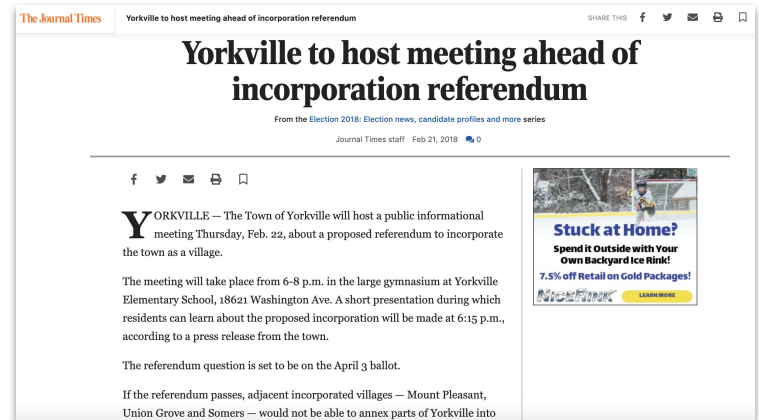 The Journal Times
Yorkville to host meeting ahead of incorporation referendum
SHARE THIS
Yorkville to host meeting ahead of
incorporation referendum
From the Election 2018: Election news, candidate profiles and more series
Journal Times staff Feb 21, 2018 0
YORKVILLE — The Town of Yorkville will host a public informational
meeting Thursday, Feb. 22, about a proposed referendum to incorporate
the town as a village.
The meeting will take place from 6-8 p.m. in the large gymnasium at Yorkville
Elementary School, 18621 Washington Ave. A short presentation during which
residents can learn about the proposed incorporation will be made at 6:15 p.m.,
according to a press release from the town.
The referendum question is set to be on the April 3 ballot.
If the referendum passes, adjacent incorporated villages — Mount Pleasant,
Union Grove and Somers — would not be able to annex parts of Yorkville into
Stuck at Home?
Spend it Outside with Your
Own Backyard Ice Rink!
7.5% off Retail on Gold Packages!
NICERINK
LEARN MORE